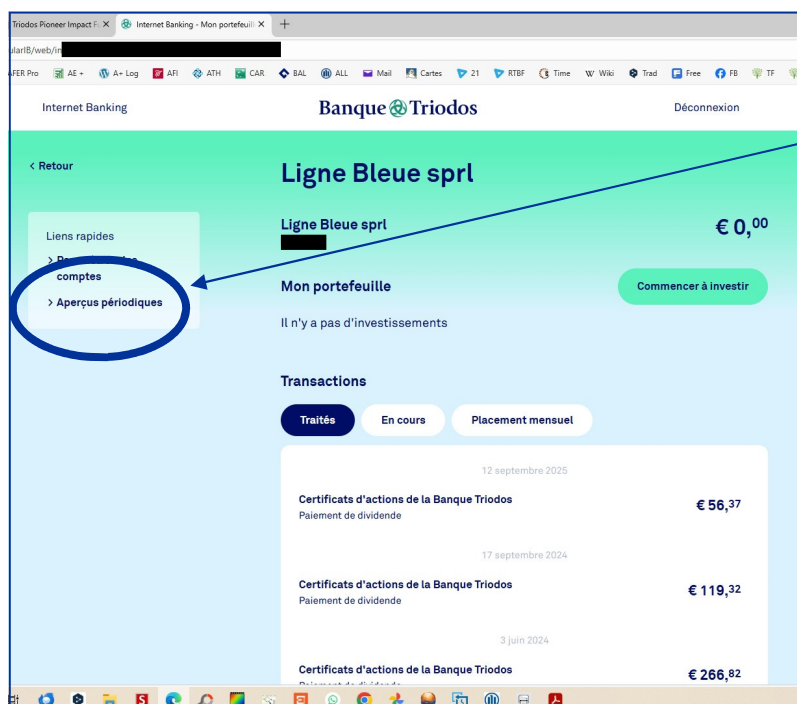 Triodos Pioneer Impact F
Internet Banking - Mon portefeuill
ularIB/web/in
AFER Pro AE + A+ Log AFI ATH CAR BAL ALL Mail Cartes 21 RTBF Time Wiki Trad Free FB TF
Internet Banking
Banque Triodos
Déconnexion
< Retour
Ligne Bleue sprl
Liens rapides
comptes
> Aperçus périodiques
Ligne Bleue sprl
€ 0,00
Mon portefeuille
Commencer à investir
Il n'y a pas d'investissements
Transactions
Traités En cours Placement mensuel
12 septembre 2025
Certificats d'actions de la Banque Triodos
€ 56,37
Paiement de dividende
17 septembre 2024
Certificats d'actions de la Banque Triodos
€ 119,32
Paiement de dividende
3 juin 2024
Certificats d'actions de la Banque Triodos
€ 266,82
Paiement de dividende